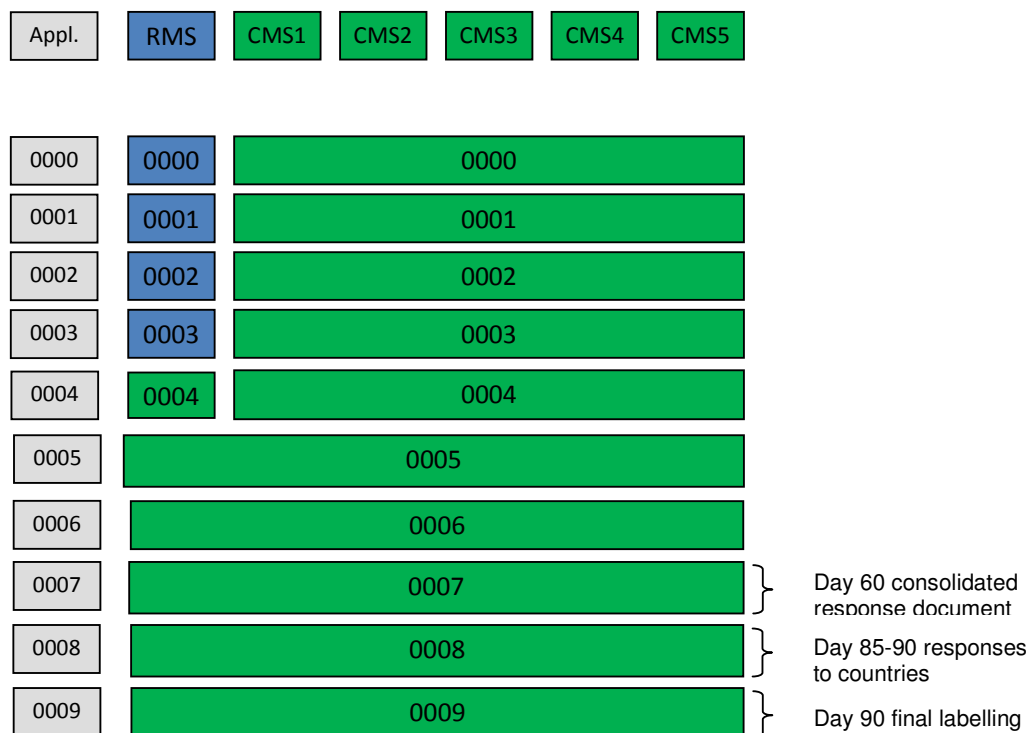 Appl. RMS CMS1 CMS2 CMS3 CMS4 CMS5
0000 0000 0000
0001 0001 0001
0002 0002 0002
0003 0003 0003
0004 0004 0004
0005 0005
0006 0006
0007 0007 Day 60 consolidated
response document
0008 0008 Day 85-90 responses
to countries
0009 0009 Day 90 final labelling